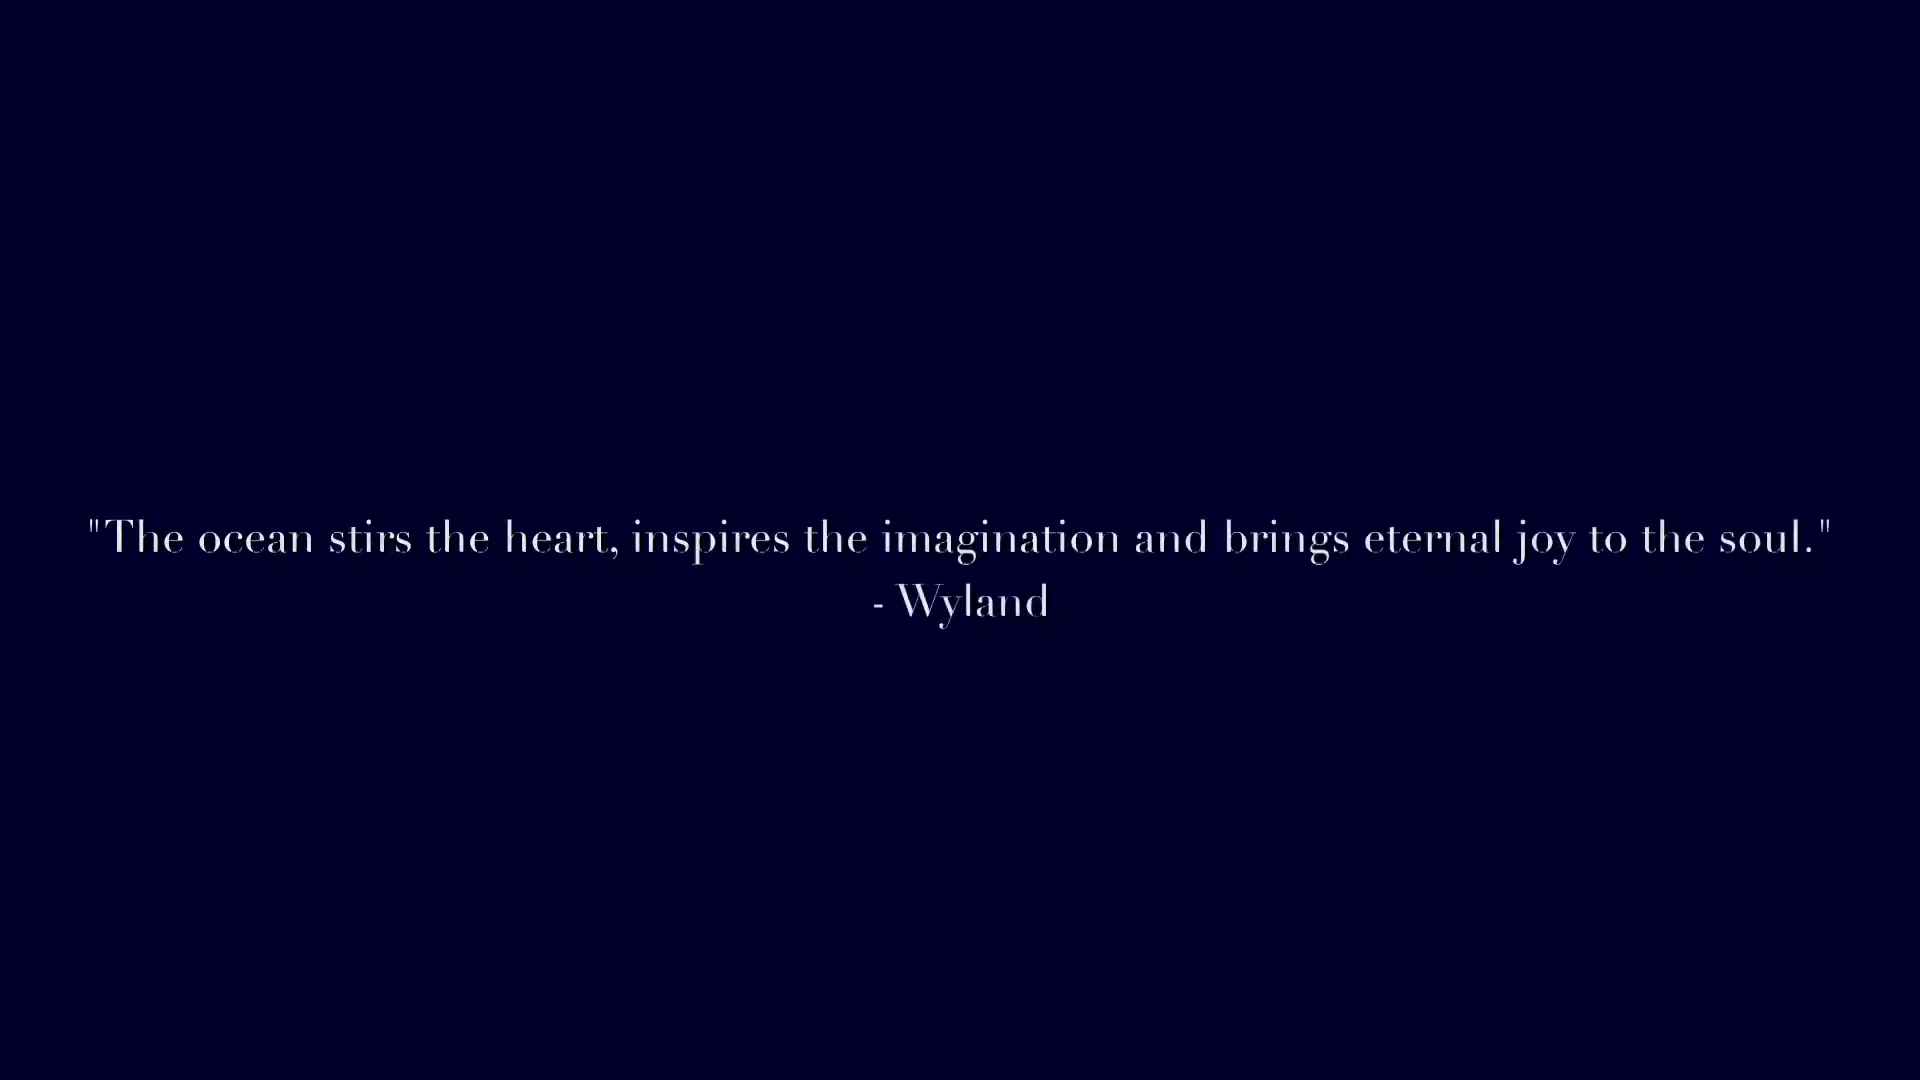 "The ocean stirs the heart, inspires the imagination and brings eternal joy to the soul."
- Wyland